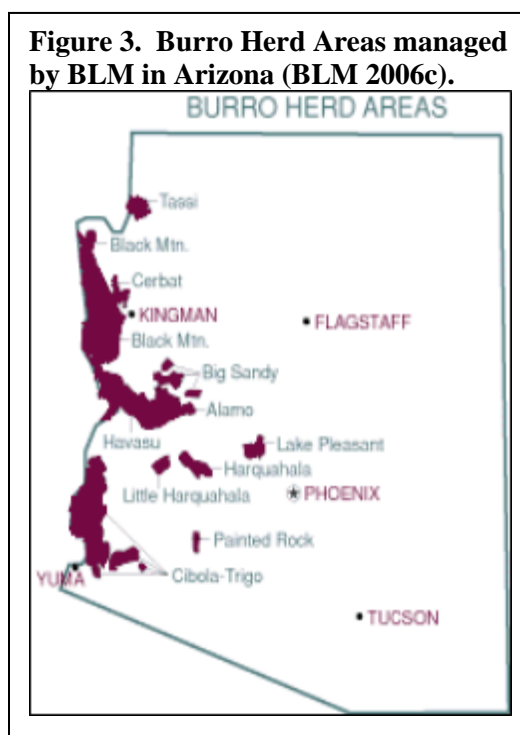 Figure 3. Burro Herd Areas managed
by BLM in Arizona (BLM 2006c).
BURRO HERD AREAS
Tassi
Black Mtn.
Cerbat
KINGMAN
FLAGSTAFF
Black Mtn.
Big Sandy
Alamo
Havasu
Lake Pleasant
Harquahala
Little Harquahala
PHOENIX
Painted Rock
YUMA
Cibola-Trigo
TUCSON